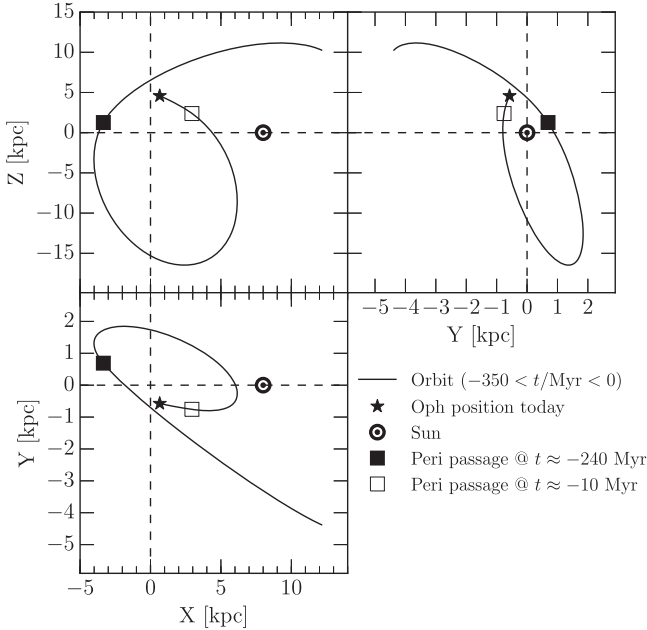 15
10
5
0
−5
−10
−15
Z [kpc]
−5 −4 −3 −2 −1 0 1 2
Y [kpc]
2
1
0
−1
−2
−3
−4
−5
Y [kpc]
−5 0 5 10
X [kpc]
Orbit (−350 < t/Myr < 0)
Oph position today
Sun
Peri passage @ t ≈ −240 Myr
Peri passage @ t ≈ −10 Myr